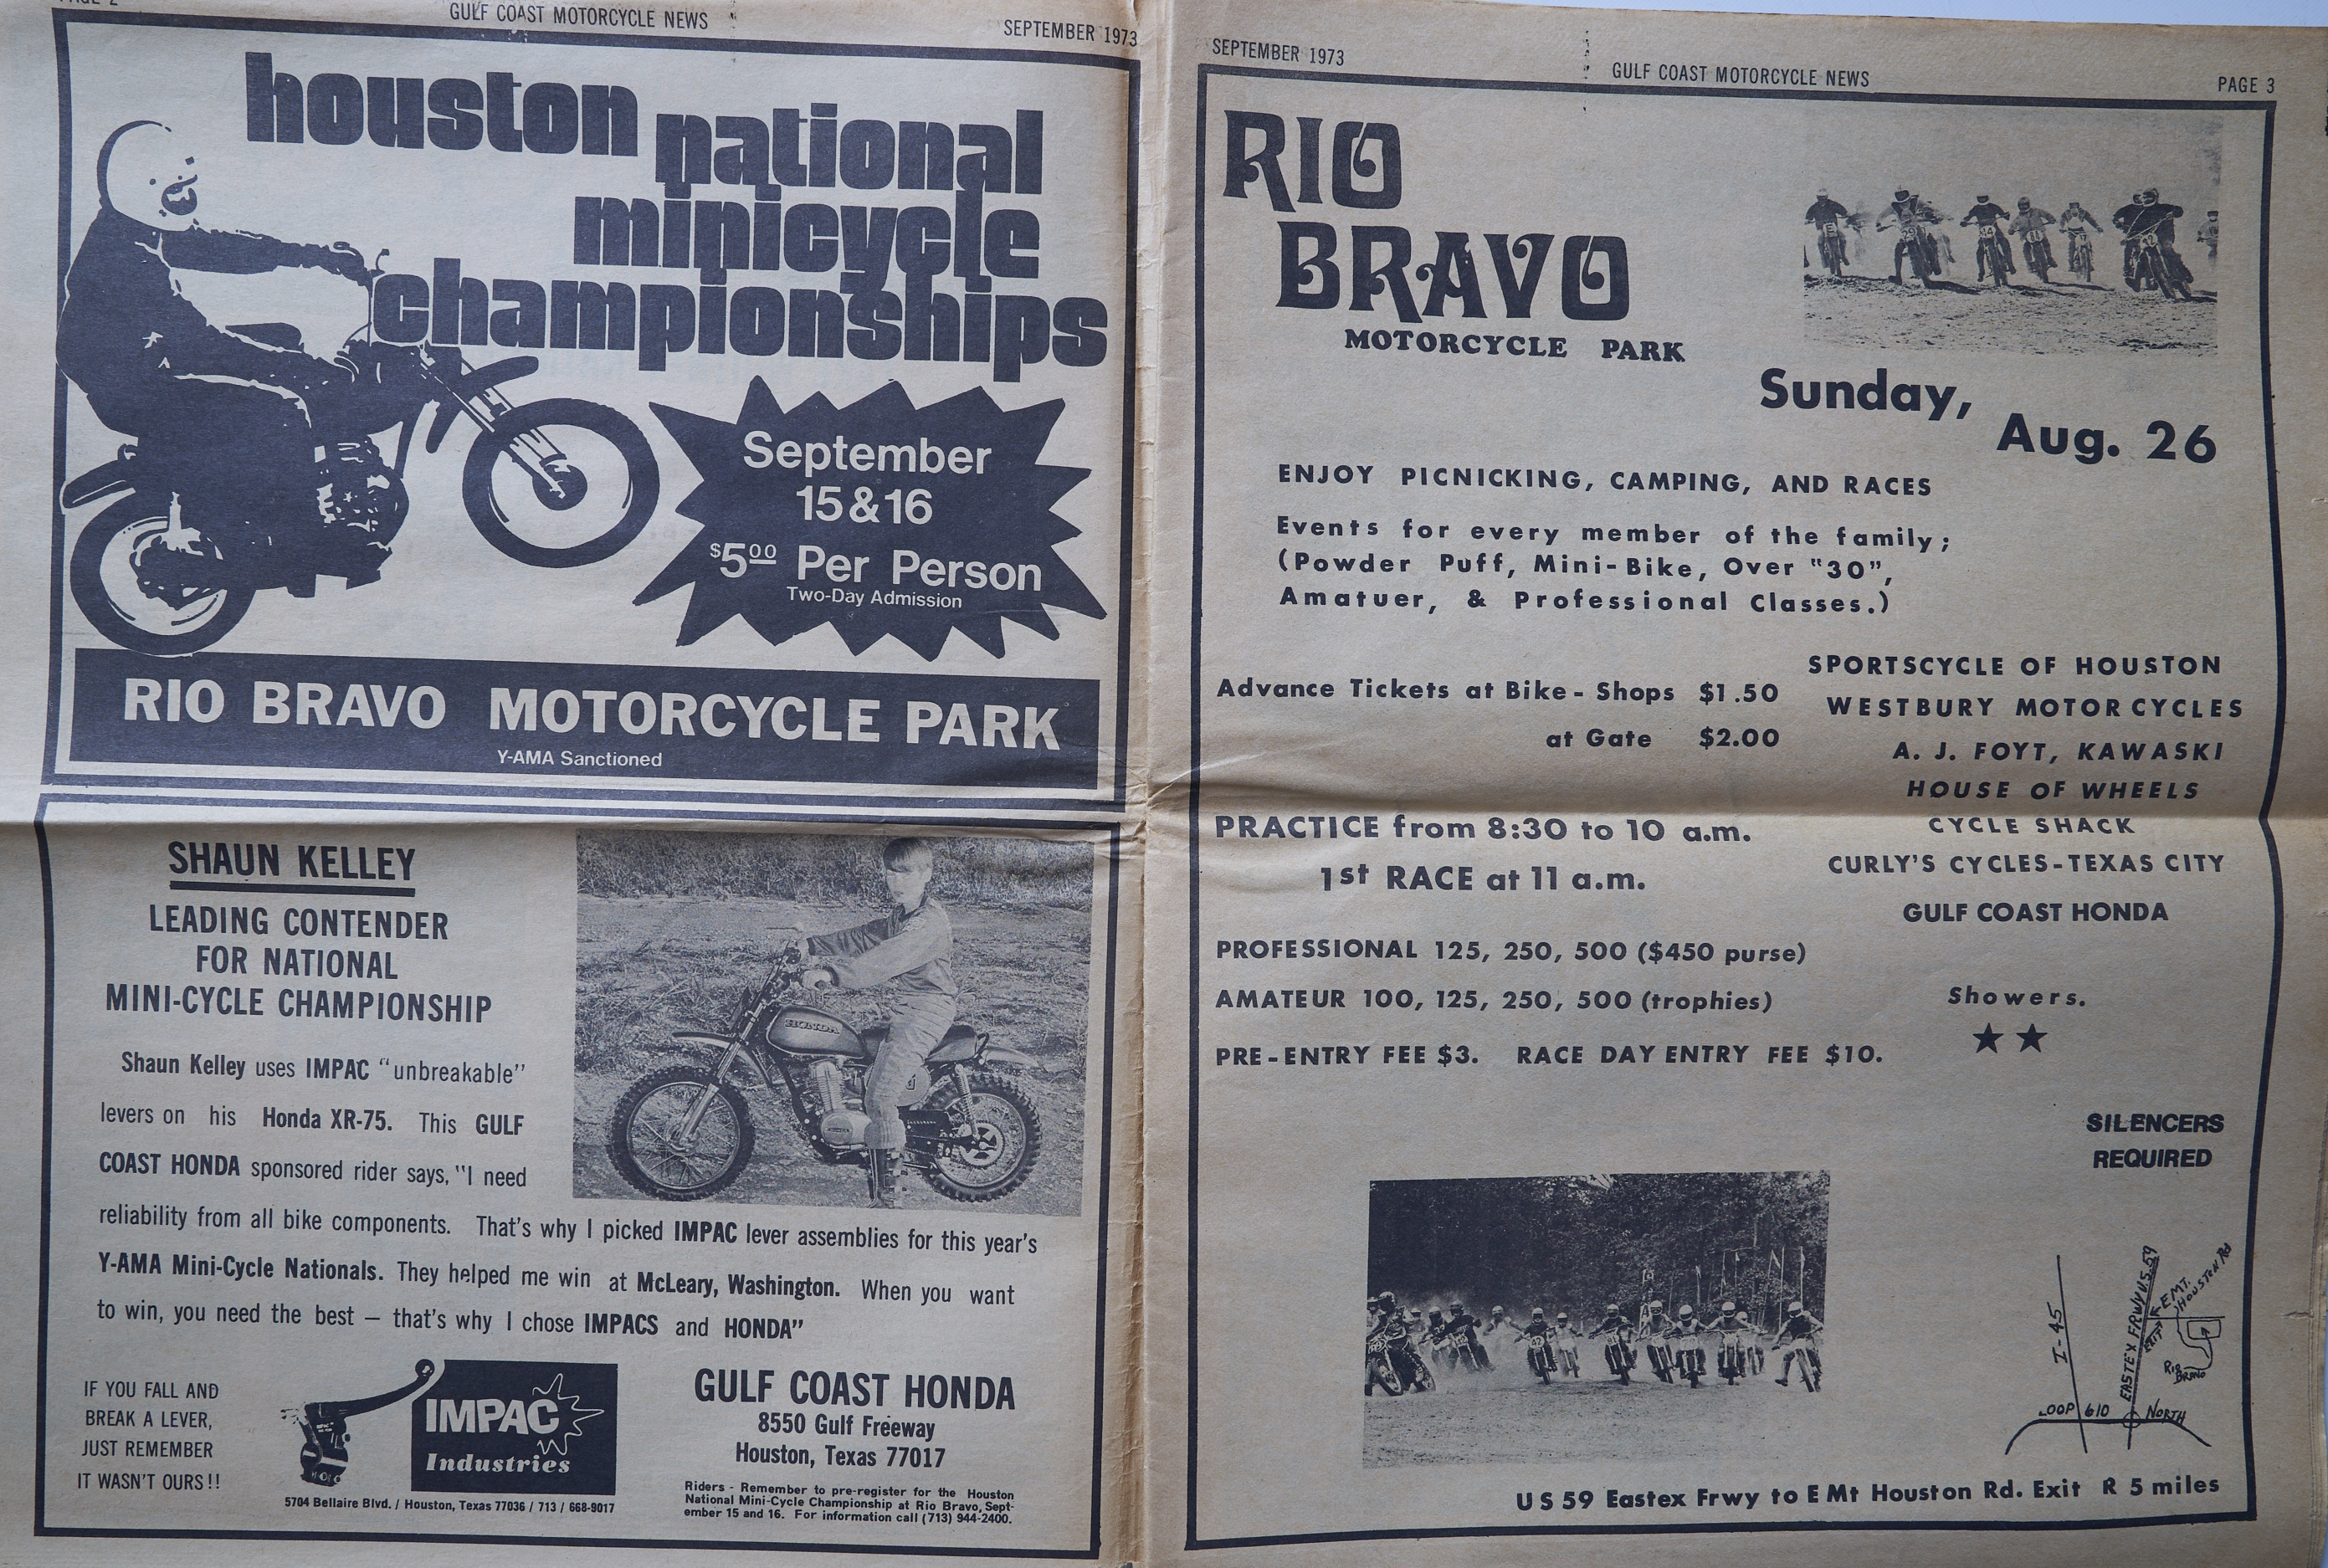 PAGE 2
GULF COAST MOTORCYCLE NEWS
SEPTEMBER 1973
houston national
minicycle
championships
September
15 & 16
$5.00 Per Person
Two-Day Admission
RIO BRAVO MOTORCYCLE PARK
Y-AMA Sanctioned
SHAUN KELLEY
LEADING CONTENDER
FOR NATIONAL
MINI-CYCLE CHAMPIONSHIP
HONDA
Shaun Kelley uses IMPAC "unbreakable"
levers on his Honda XR-75. This GULF
COAST HONDA sponsored rider says, "I need
reliability from all bike components. That's why I picked IMPAC lever assemblies for this year's
Y-AMA Mini-Cycle Nationals. They helped me win at McLeary, Washington. When you want
to win, you need the best — that's why I chose IMPACS and HONDA"
IF YOU FALL AND
BREAK A LEVER,
JUST REMEMBER
IT WASN'T OURS!!
IMPAC
Industries
5704 Bellaire Blvd. / Houston, Texas 77036 / 713 / 668-9017
GULF COAST HONDA
8550 Gulf Freeway
Houston, Texas 77017
Riders - Remember to pre-register for the Houston
National Mini-Cycle Championship at Rio Bravo, Sept-
ember 15 and 16. For information call (713) 944-2400.
SEPTEMBER 1973
GULF COAST MOTORCYCLE NEWS
PAGE 3
RIO
BRAVO
MOTORCYCLE PARK
Sunday,
Aug. 26
ENJOY PICNICKING, CAMPING, AND RACES
Events for every member of the family;
(Powder Puff, Mini-Bike, Over "30",
Amatuer, & Professional Classes.)
Advance Tickets at Bike-Shops $1.50
at Gate $2.00
SPORTSCYCLE OF HOUSTON
WESTBURY MOTORCYCLES
A. J. FOYT, KAWASKI
HOUSE OF WHEELS
CYCLE SHACK
CURLY'S CYCLES-TEXAS CITY
GULF COAST HONDA
PRACTICE from 8:30 to 10 a.m.
1st RACE at 11 a.m.
PROFESSIONAL 125, 250, 500 ($450 purse)
AMATEUR 100, 125, 250, 500 (trophies)
PRE-ENTRY FEE $3. RACE DAY ENTRY FEE $10.
Showers.
★★
SILENCERS
REQUIRED
I-45
EASTEX FRWY U.S. 59
E MT. HOUSTON Rd
EXIT
Rio
BRAVO
LOOP 610 NORTH
US 59 Eastex Frwy to E Mt Houston Rd. Exit R 5 miles